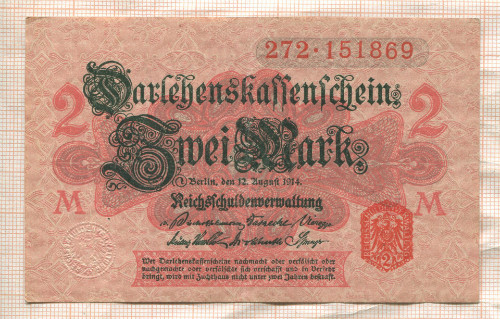 272·151869
Darlehenskassenschein
2 Zwei Mark. 2
M Berlin, den 12. August 1914. M
Reichsschuldenverwaltung
Wer Darlehenskassenscheine nachmacht oder verfälscht oder
nachgemachte oder verfälschte sich verschafft und in Verkehr
bringt, wird mit Zuchthaus nicht unter zwei Jahren bestraft.
2